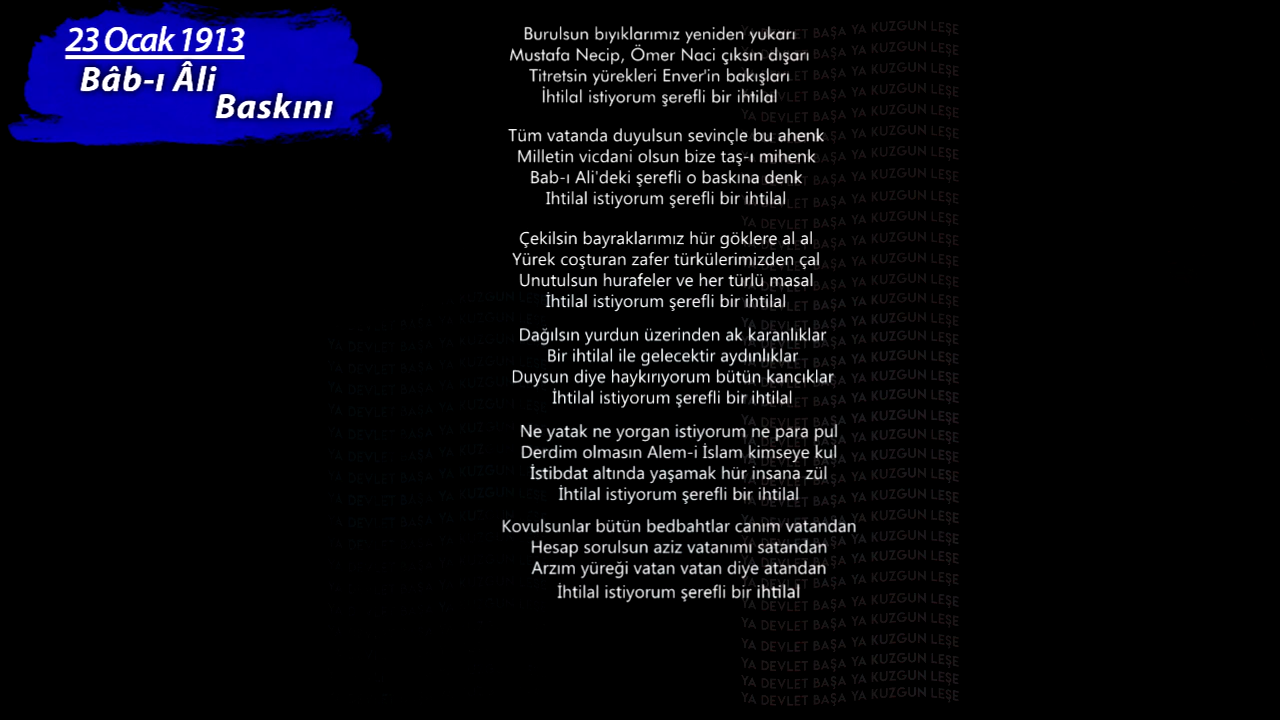 23 Ocak 1913
Bâb-ı Âli
Baskını
Burulsun bıyıklarımız yeniden yukarı
Mustafa Necip, Ömer Naci çıksın dışarı
Titretsin yürekleri Enver'in bakışları
İhtilal istiyorum şerefli bir ihtilal
Tüm vatanda duyulsun sevinçle bu ahenk
Milletin vicdani olsun bize taş-ı mihenk
Bab-ı Ali'deki şerefli o baskına denk
Ihtilal istiyorum şerefli bir ihtilal
Çekilsin bayraklarımız hür göklere al al
Yürek coşturan zafer türkülerimizden çal
Unutulsun hurafeler ve her türlü masal
İhtilal istiyorum şerefli bir ihtilal
Dağılsın yurdun üzerinden ak karanlıklar
Bir ihtilal ile gelecektir aydınlıklar
Duysun diye haykırıyorum bütün kancıklar
İhtilal istiyorum şerefli bir ihtilal
Ne yatak ne yorgan istiyorum ne para pul
Derdim olmasın Alem-i İslam kimseye kul
İstibdat altında yaşamak hür insana zül
İhtilal istiyorum şerefli bir ihtilal
Kovulsunlar bütün bedbahtlar canım vatandan
Hesap sorulsun aziz vatanımı satandan
Arzım yüreği vatan vatan diye atandan
İhtilal istiyorum şerefli bir ihtilal
YA DEVLET BAŞA YA KUZGUN LEŞE